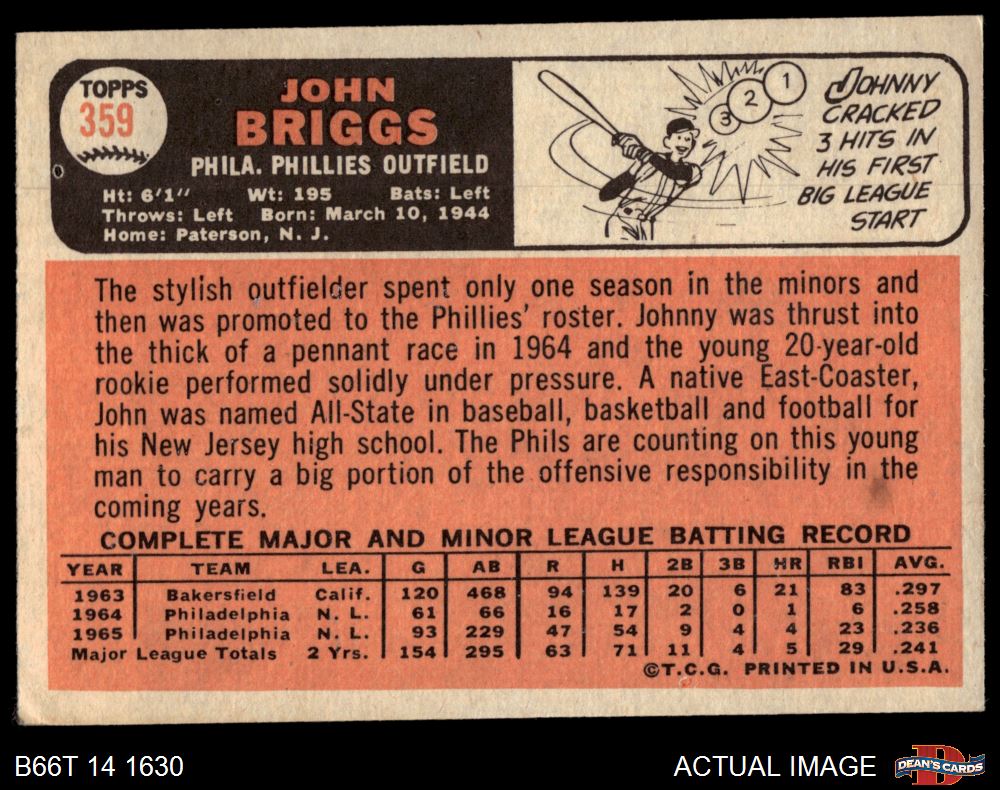 TOPPS
359
JOHN
BRIGGS
PHILA. PHILLIES OUTFIELD
Ht: 6'1" Wt: 195 Bats: Left
Throws: Left Born: March 10, 1944
Home: Paterson, N. J.
1
2
3
JOHNNY
CRACKED
3 HITS IN
HIS FIRST
BIG LEAGUE
START
The stylish outfielder spent only one season in the minors and
then was promoted to the Phillies' roster. Johnny was thrust into
the thick of a pennant race in 1964 and the young 20-year-old
rookie performed solidly under pressure. A native East-Coaster,
John was named All-State in baseball, basketball and football for
his New Jersey high school. The Phils are counting on this young
man to carry a big portion of the offensive responsibility in the
coming years.
COMPLETE MAJOR AND MINOR LEAGUE BATTING RECORD
YEAR TEAM LEA. G AB R H 2B 3B HR RBI AVG.
1963 Bakersfield Calif. 120 468 94 139 20 6 21 83 .297
1964 Philadelphia N. L. 61 66 16 17 2 0 1 6 .258
1965 Philadelphia N. L. 93 229 47 54 9 4 4 23 .236
Major League Totals 2 Yrs. 154 295 63 71 11 4 5 29 .241
©T.C.G. PRINTED IN U.S.A.
B66T 14 1630
ACTUAL IMAGE
DEAN'S CARDS